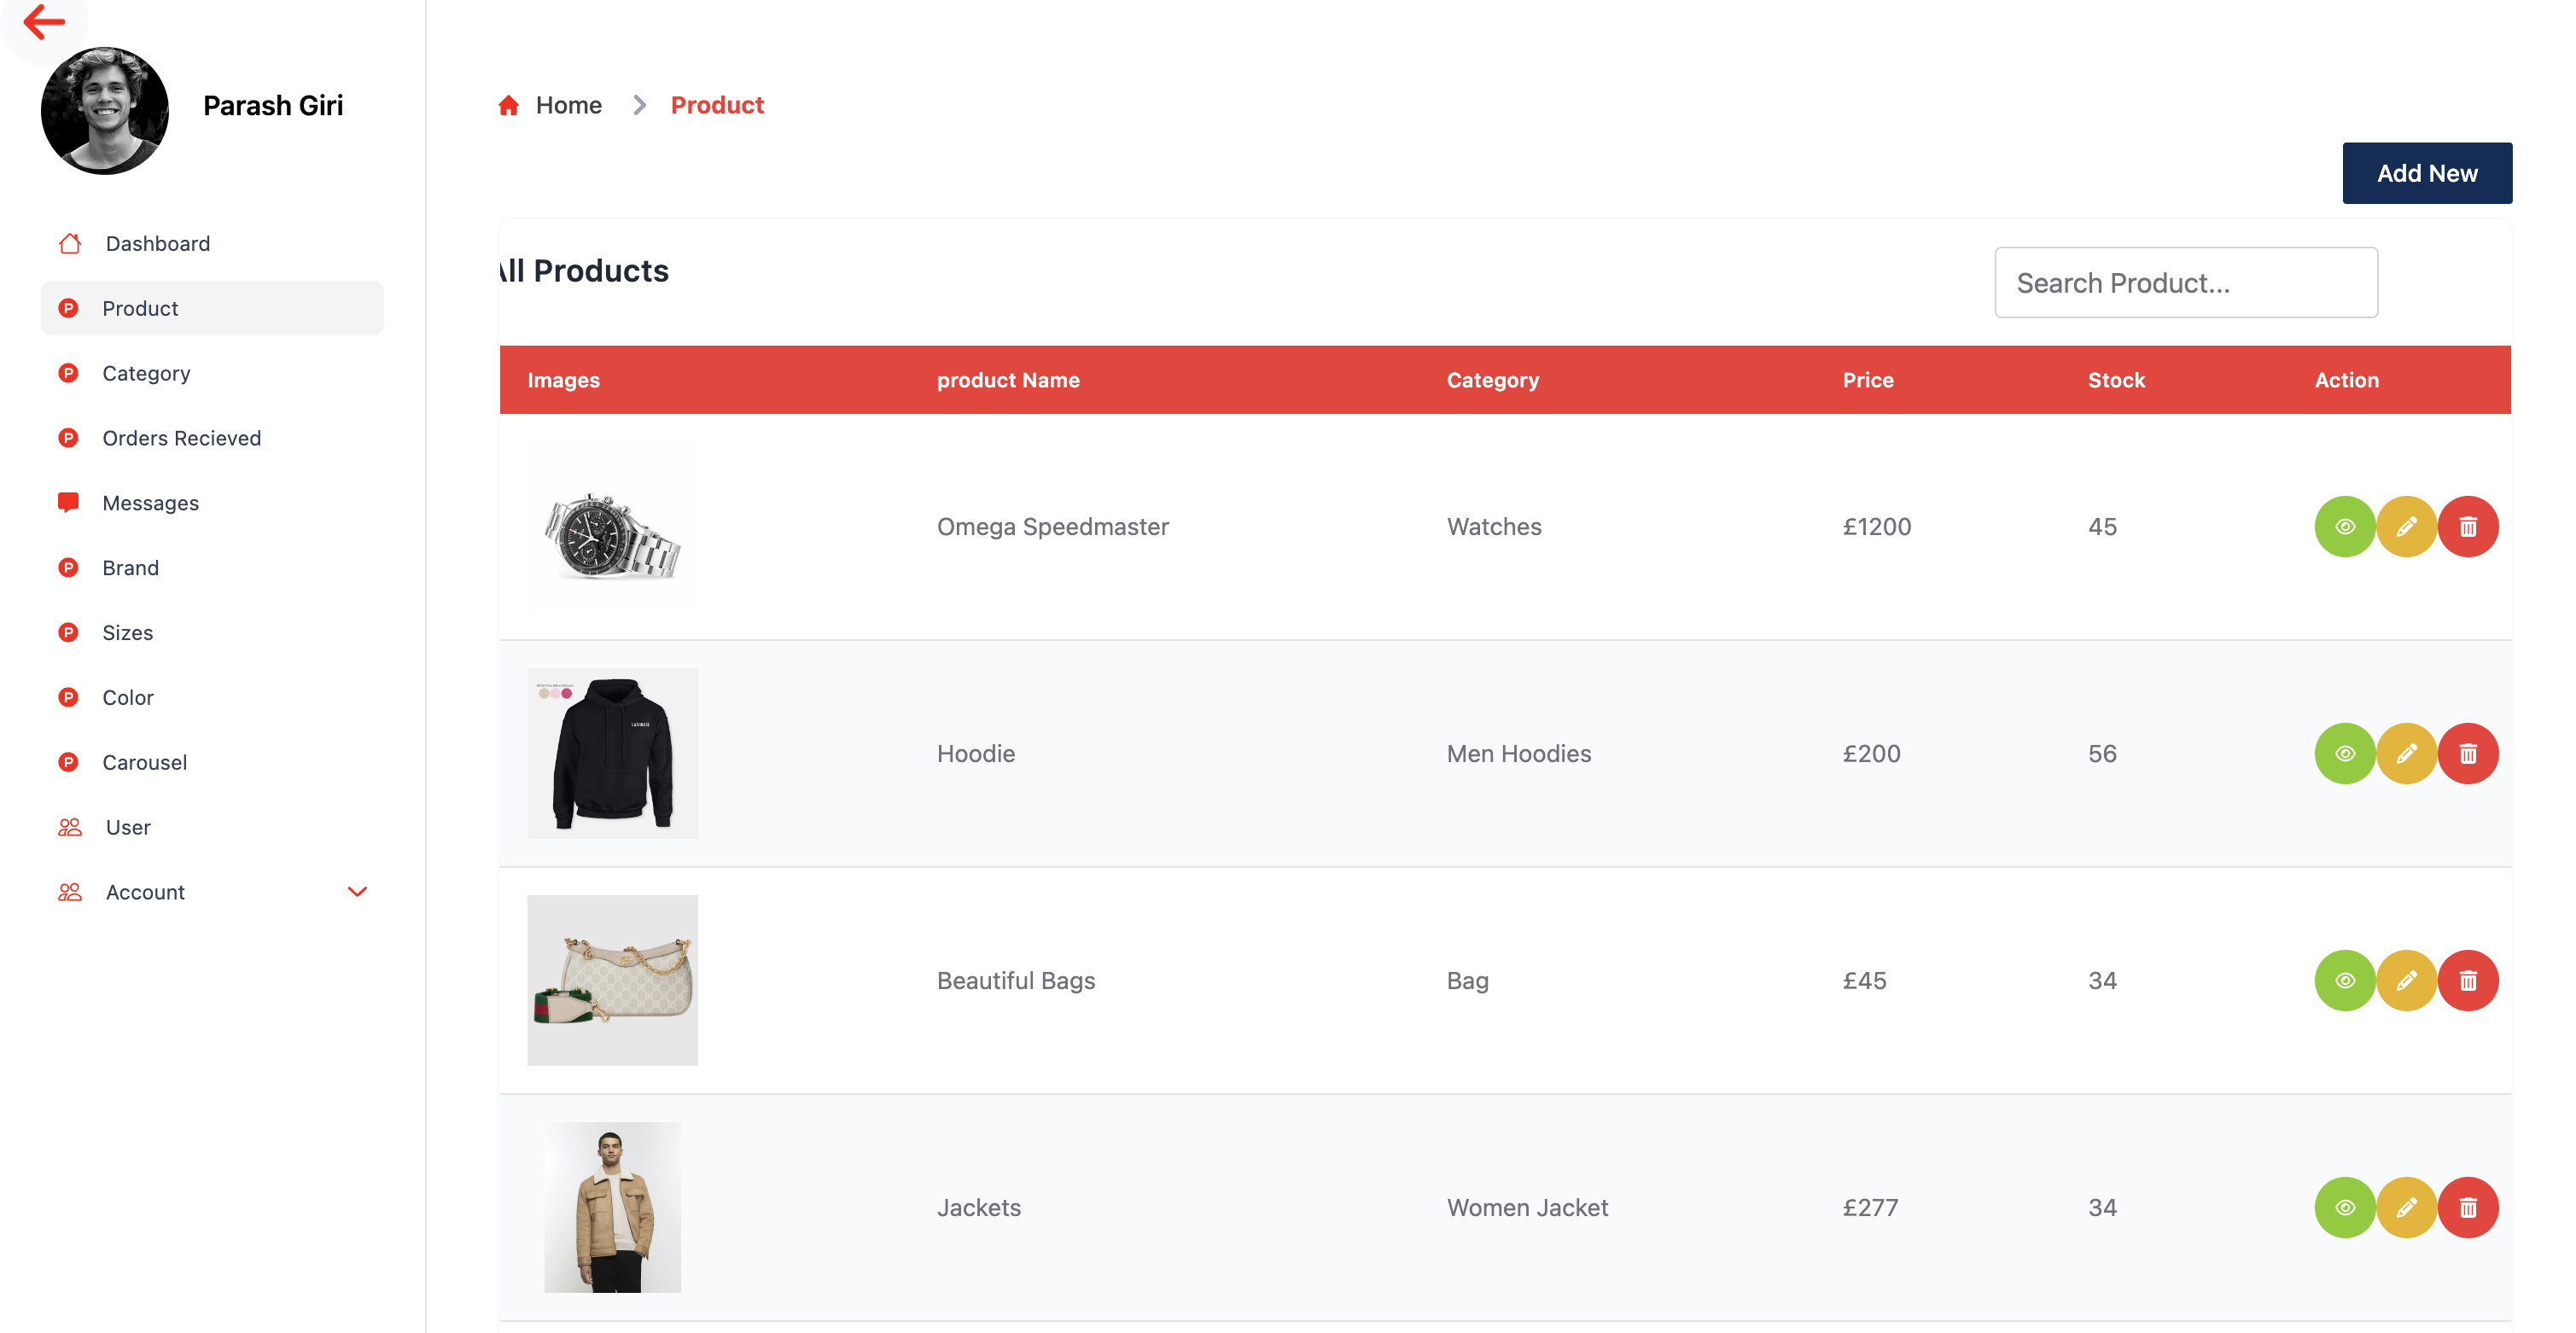 Parash Giri
Dashboard
Product
Category
Orders Recieved
Messages
Brand
Sizes
Color
Carousel
User
Account
Home > Product
Add New
All Products
Search Product...
Images product Name Category Price Stock Action
Omega Speedmaster Watches £1200 45
Hoodie Men Hoodies £200 56
Beautiful Bags Bag £45 34
Jackets Women Jacket £277 34